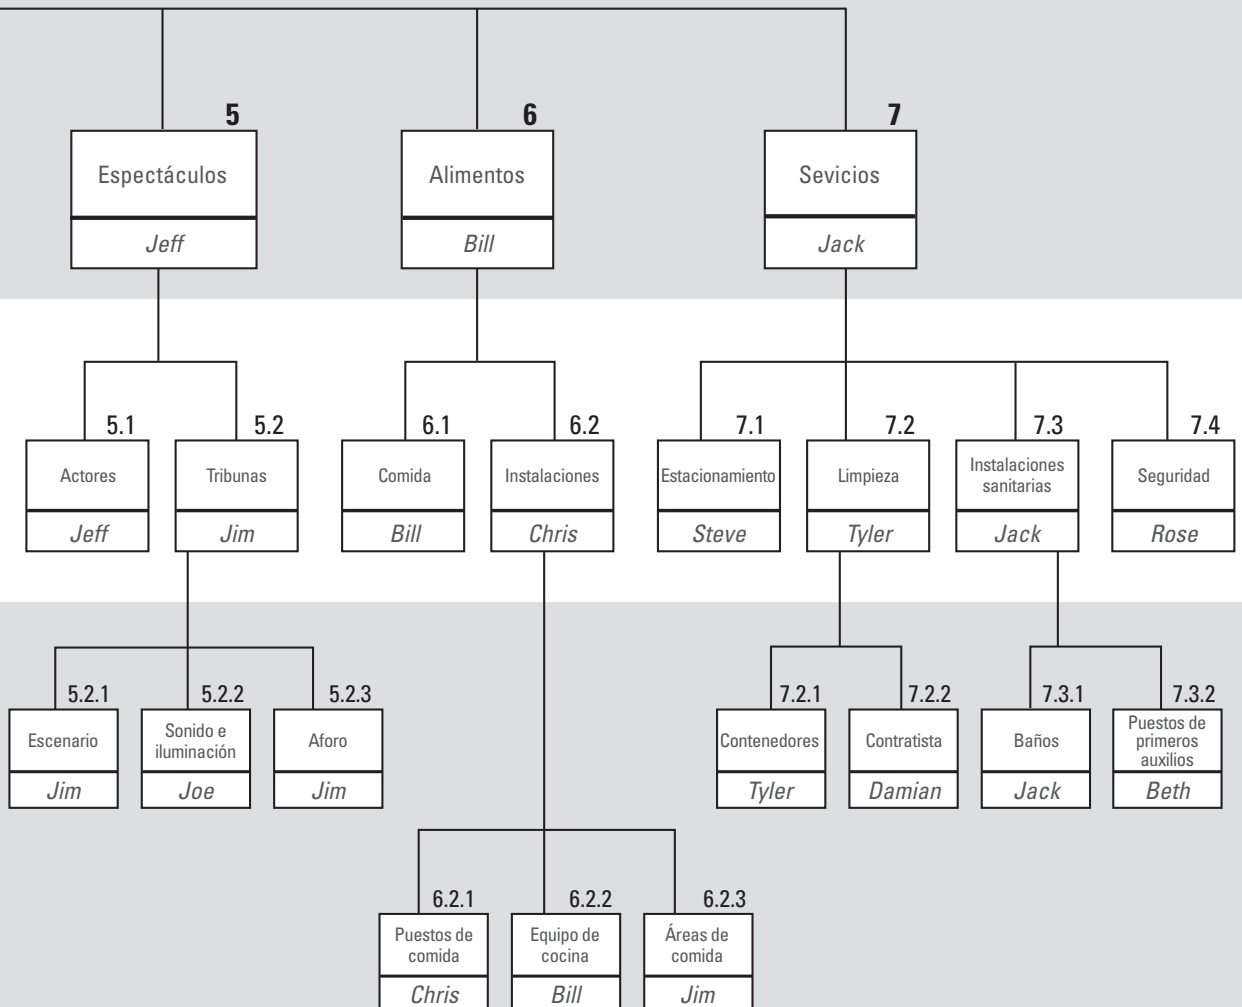 5
6
7
Espectáculos
Alimentos
Sevicios
Jeff
Bill
Jack
5.1
5.2
6.1
6.2
7.1
7.2
7.3
7.4
Actores
Tribunas
Comida
Instalaciones
Estacionamiento
Limpieza
Instalaciones
sanitarias
Seguridad
Jeff
Jim
Bill
Chris
Steve
Tyler
Jack
Rose
5.2.1
5.2.2
5.2.3
7.2.1
7.2.2
7.3.1
7.3.2
Escenario
Sonido e
iluminación
Aforo
Contenedores
Contratista
Baños
Puestos de
primeros
auxilios
Jim
Joe
Jim
Tyler
Damian
Jack
Beth
6.2.1
6.2.2
6.2.3
Puestos de
comida
Equipo de
cocina
Áreas de
comida
Chris
Bill
Jim